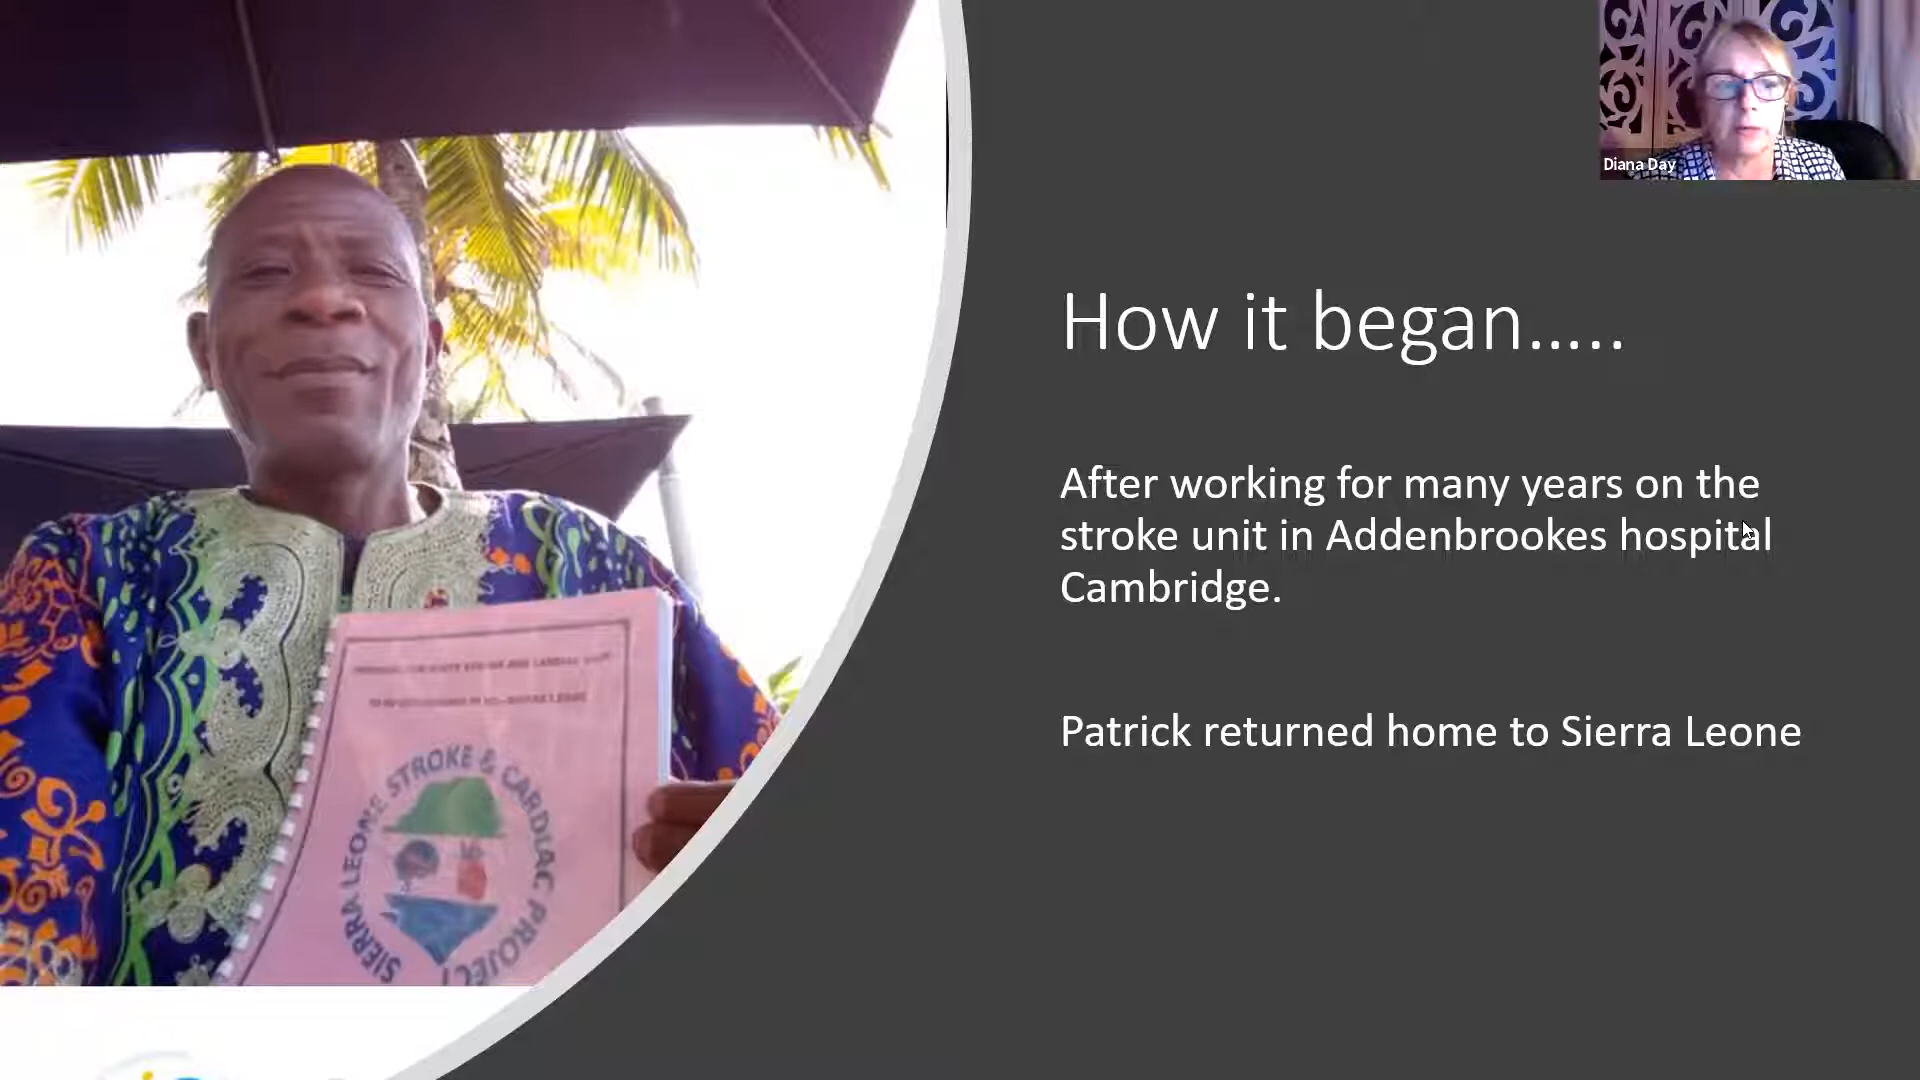 Diana Day
How it began.....
After working for many years on the
stroke unit in Addenbrookes hospital
Cambridge.
Patrick returned home to Sierra Leone
SIERRA LEONE STROKE & CARDIAC PROJECT